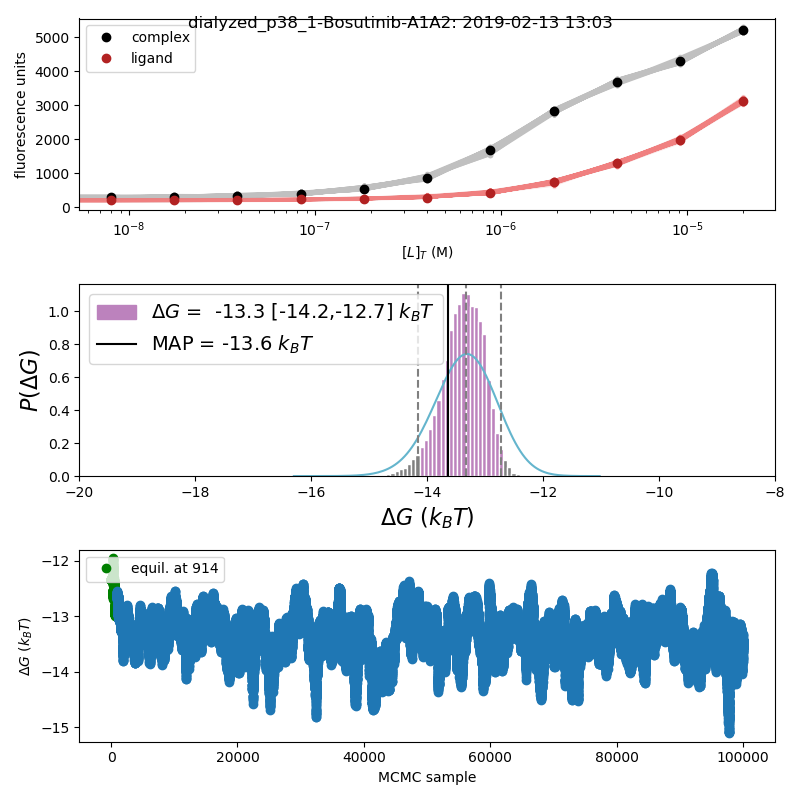 dialyzed_p38_1-Bosutinib-A1A2: 2019-02-13 13:03
complex
ligand
fluorescence units
5000
4000
3000
2000
1000
0
10⁻⁸ 10⁻⁷ 10⁻⁶ 10⁻⁵
[L]_T (M)
ΔG = -13.3 [-14.2,-12.7] k_BT
MAP = -13.6 k_BT
P(ΔG)
1.0
0.8
0.6
0.4
0.2
0.0
−20 −18 −16 −14 −12 −10 −8
ΔG (k_BT)
equil. at 914
ΔG (k_BT)
−12
−13
−14
−15
0 20000 40000 60000 80000 100000
MCMC sample